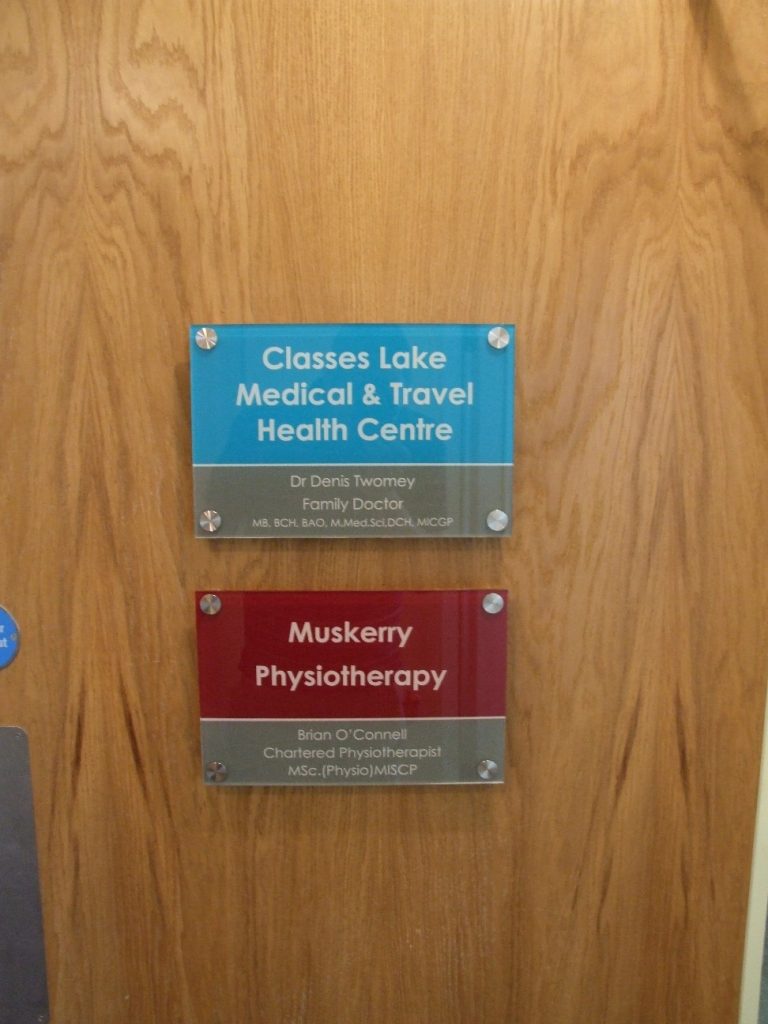 Classes Lake
Medical & Travel
Health Centre
Dr Denis Twomey
Family Doctor
MB, BCH, BAO, M.Med.Sci,DCH, MICGP
Muskerry
Physiotherapy
Brian O'Connell
Chartered Physiotherapist
MSc.(Physio)MISCP